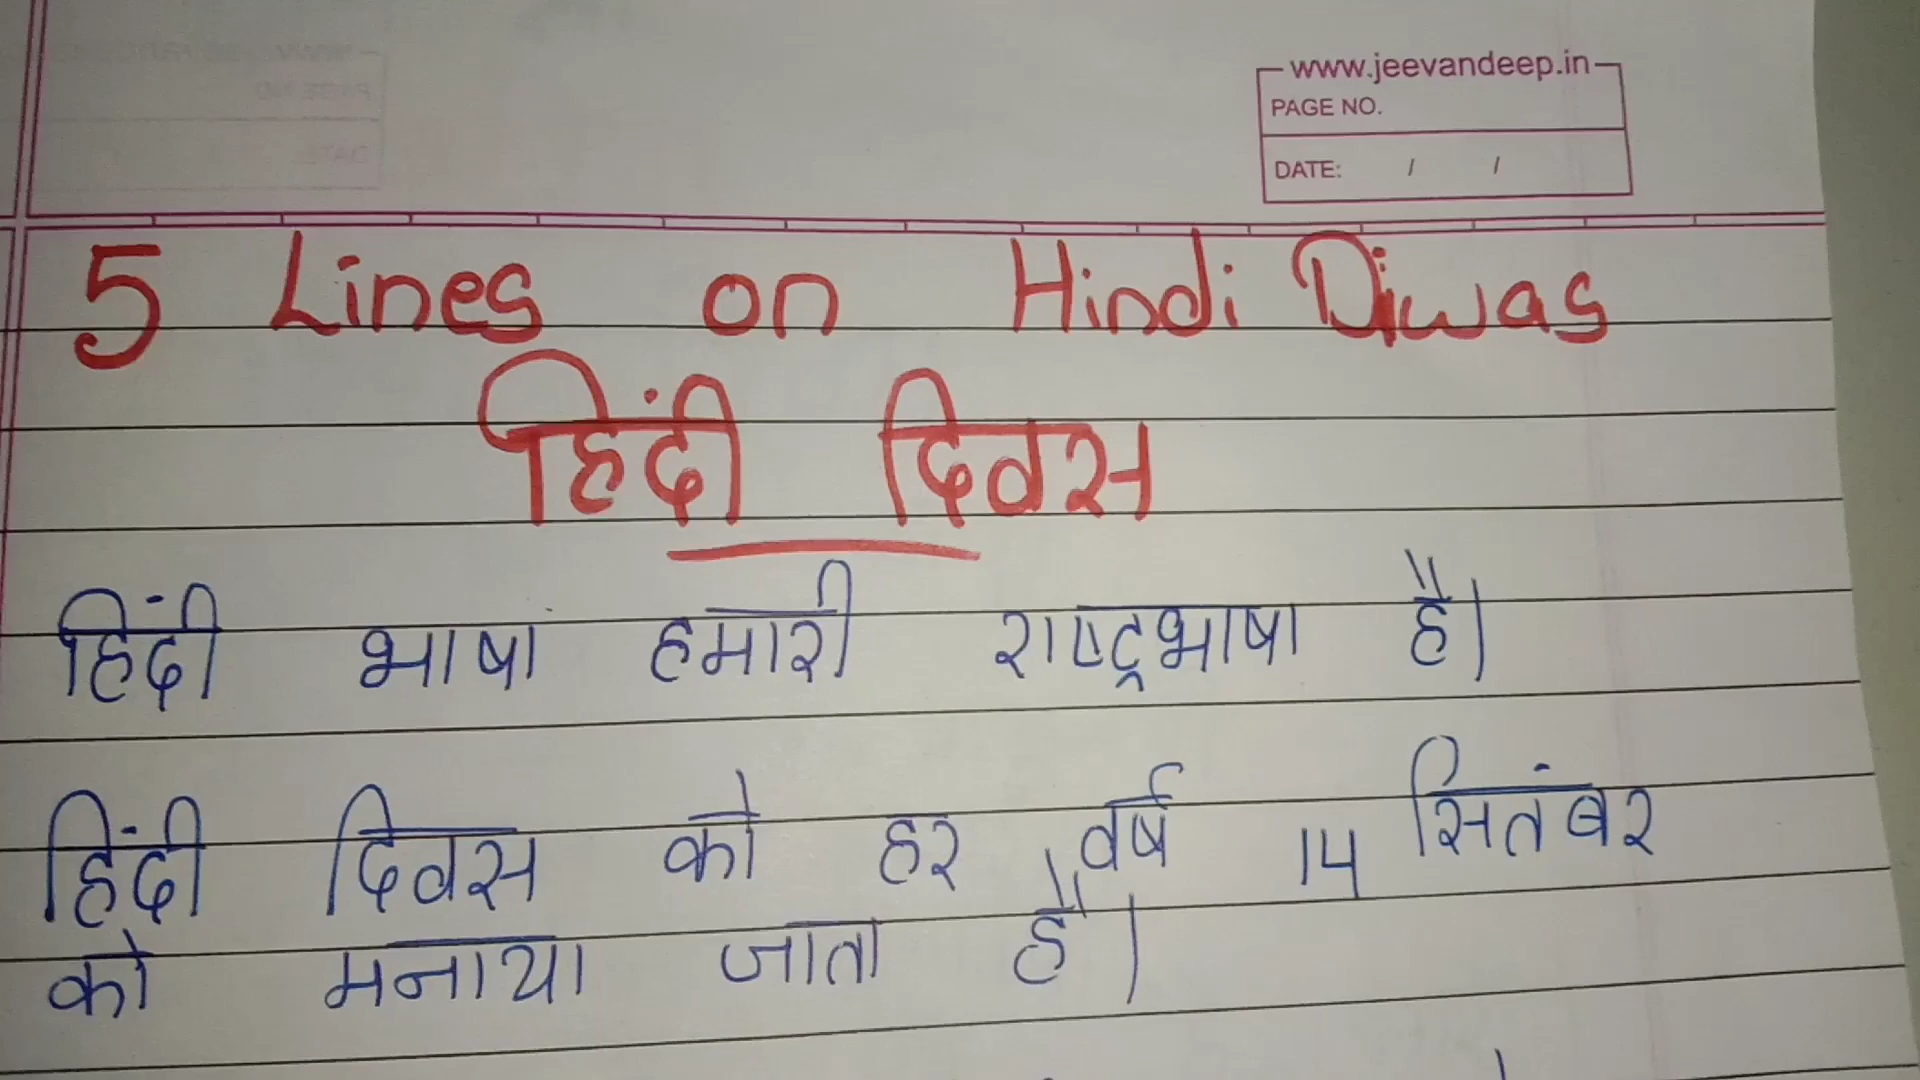 www.jeevandeep.in
PAGE NO.
DATE: / /
5 Lines on Hindi Diwas
हिंदी दिवस
हिंदी भाषा हमारी राष्ट्रभाषा है।
हिंदी दिवस को हर वर्ष 14 सितंबर
को मनाया जाता है।